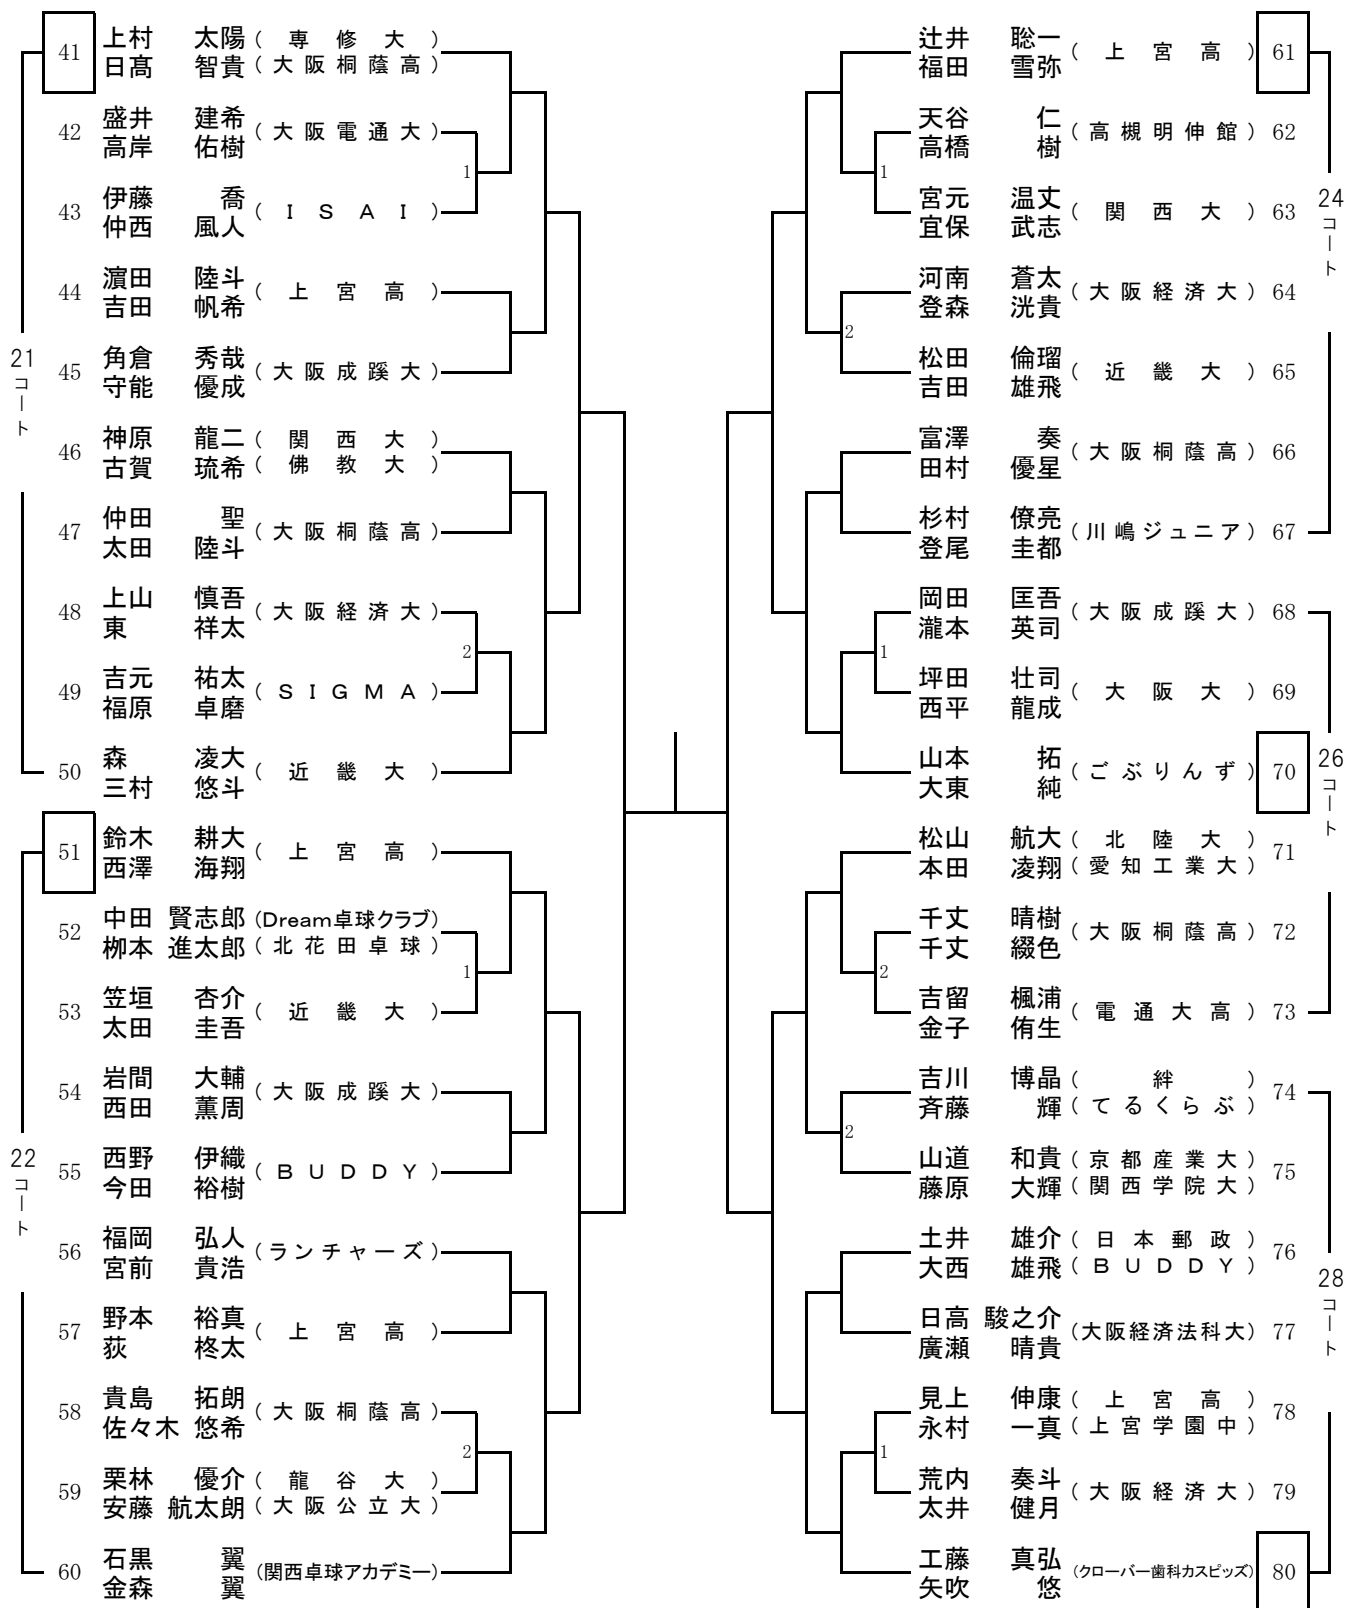 41 上村 太陽 ( 専 修 大 )
日髙 智貴 ( 大 阪 桐 蔭 高 )
42 盛井 建希 ( 大 阪 電 通 大 )
高岸 佑樹
1
43 伊藤 喬 ( I S A I )
仲西 風人
44 濵田 陸斗 ( 上 宮 高 )
吉田 帆希
21コート
45 角倉 秀哉 ( 大 阪 成 蹊 大 )
守能 優成
46 神原 龍二 ( 関 西 大 )
古賀 琉希 ( 佛 教 大 )
47 仲田 聖 ( 大 阪 桐 蔭 高 )
太田 陸斗
48 上山 慎吾 ( 大 阪 経 済 大 )
東 祥太
2
49 吉元 祐太 ( S I G M A )
福原 卓磨
50 森 凌大 ( 近 畿 大 )
三村 悠斗
51 鈴木 耕大 ( 上 宮 高 )
西澤 海翔
52 中田 賢志郎 (Dream卓球クラブ)
栁本 進太郎 ( 北 花 田 卓 球 )
1
53 笠垣 杏介 ( 近 畿 大 )
太田 圭吾
54 岩間 大輔 ( 大 阪 成 蹊 大 )
西田 薫周
22コート
55 西野 伊織 ( B U D D Y )
今田 裕樹
56 福岡 弘人 (ランチャーズ)
宮前 貴浩
57 野本 裕真 ( 上 宮 高 )
荻 柊太
58 貴島 拓朗 ( 大 阪 桐 蔭 高 )
佐々木 悠希
2
59 栗林 優介 ( 龍 谷 大 )
安藤 航太朗 ( 大 阪 公 立 大 )
60 石黒 翼 (関西卓球アカデミー)
金森 翼
辻井 聡一 ( 上 宮 高 ) 61
福田 雪弥
天谷 仁 ( 高 槻 明 伸 館 ) 62
高橋 樹
1
宮元 温丈 ( 関 西 大 ) 63
宜保 武志
24コート
河南 蒼太 ( 大 阪 経 済 大 ) 64
登森 洸貴
2
松田 倫瑠 ( 近 畿 大 ) 65
吉田 雄飛
富澤 奏 ( 大 阪 桐 蔭 高 ) 66
田村 優星
杉村 僚亮 (川嶋ジュニア) 67
登尾 圭都
岡田 匡吾 ( 大 阪 成 蹊 大 ) 68
瀧本 英司
1
坪田 壮司 ( 大 阪 大 ) 69
西平 龍成
山本 拓 ( ご ぶ り ん ず ) 70
大東 純
26コート
松山 航大 ( 北 陸 大 ) 71
本田 凌翔 ( 愛 知 工 業 大 )
千丈 晴樹 ( 大 阪 桐 蔭 高 ) 72
千丈 綴色
2
吉留 楓浦 ( 電 通 大 高 ) 73
金子 侑生
吉川 博晶 ( 絆 ) 74
斉藤 輝 ( て る く ら ぶ )
2
山道 和貴 ( 京 都 産 業 大 ) 75
藤原 大輝 ( 関 西 学 院 大 )
土井 雄介 ( 日 本 郵 政 ) 76
大西 雄飛 ( B U D D Y )
28コート
日高 駿之介 (大阪経済法科大) 77
廣瀬 晴貴
見上 伸康 ( 上 宮 高 ) 78
永村 一真 ( 上 宮 学 園 中 )
1
荒内 奏斗 ( 大 阪 経 済 大 ) 79
太井 健月
工藤 真弘 (クローバー歯科カスピッズ) 80
矢吹 悠